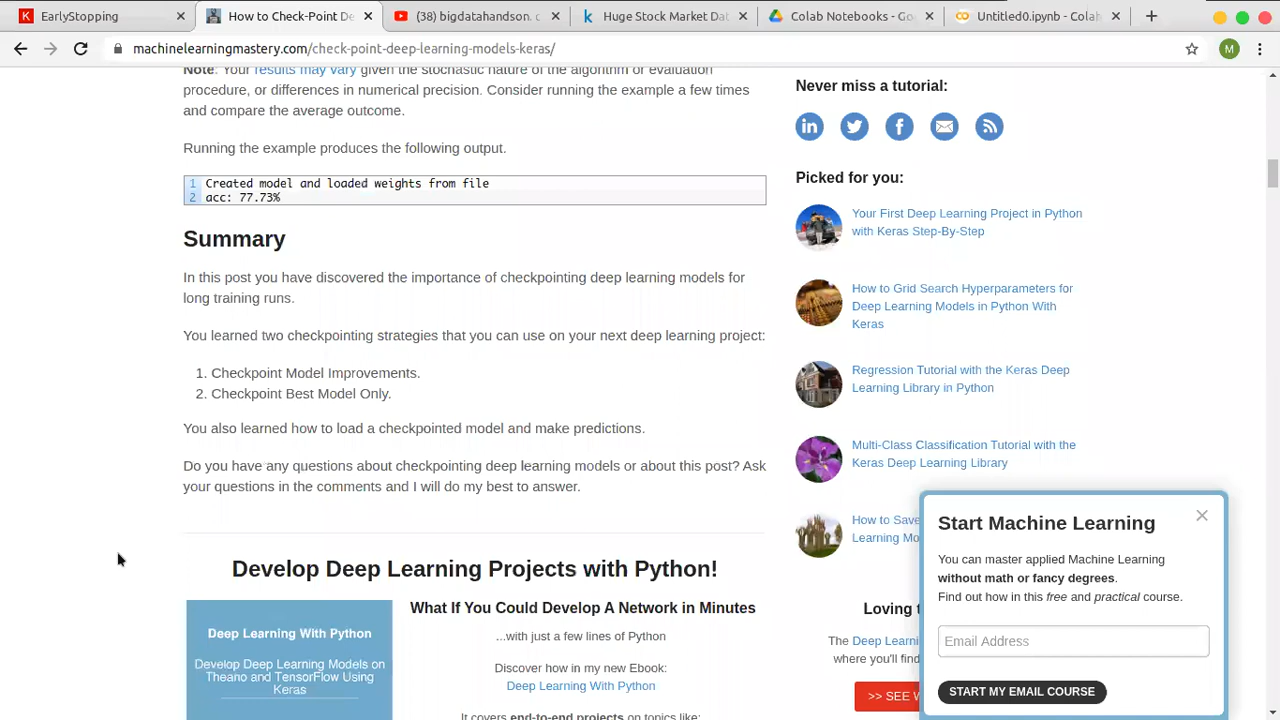 EarlyStopping
How to Check-Point De
(38) bigdatahandson.
Huge Stock Market Dat
Colab Notebooks - Go
Untitled0.ipynb - Colab
machinelearningmastery.com/check-point-deep-learning-models-keras/
M
Note: Your results may vary given the stochastic nature of the algorithm or evaluation
procedure, or differences in numerical precision. Consider running the example a few times
and compare the average outcome.
Running the example produces the following output.
1 Created model and loaded weights from file
2 acc: 77.73%
Summary
In this post you have discovered the importance of checkpointing deep learning models for
long training runs.
You learned two checkpointing strategies that you can use on your next deep learning project:
1. Checkpoint Model Improvements.
2. Checkpoint Best Model Only.
You also learned how to load a checkpointed model and make predictions.
Do you have any questions about checkpointing deep learning models or about this post? Ask
your questions in the comments and I will do my best to answer.
Develop Deep Learning Projects with Python!
Deep Learning With Python
Develop Deep Learning Models on
Theano and TensorFlow Using
Keras
What If You Could Develop A Network in Minutes
...with just a few lines of Python
Discover how in my new Ebook:
Deep Learning With Python
It covers end-to-end projects on topics like:
Never miss a tutorial:
Picked for you:
Your First Deep Learning Project in Python
with Keras Step-By-Step
How to Grid Search Hyperparameters for
Deep Learning Models in Python With
Keras
Regression Tutorial with the Keras Deep
Learning Library in Python
Multi-Class Classification Tutorial with the
Keras Deep Learning Library
How to Save
Learning Mo
Loving t
The Deep Learni
where you'll find
>> SEE W
Start Machine Learning
You can master applied Machine Learning
without math or fancy degrees.
Find out how in this free and practical course.
Email Address
START MY EMAIL COURSE